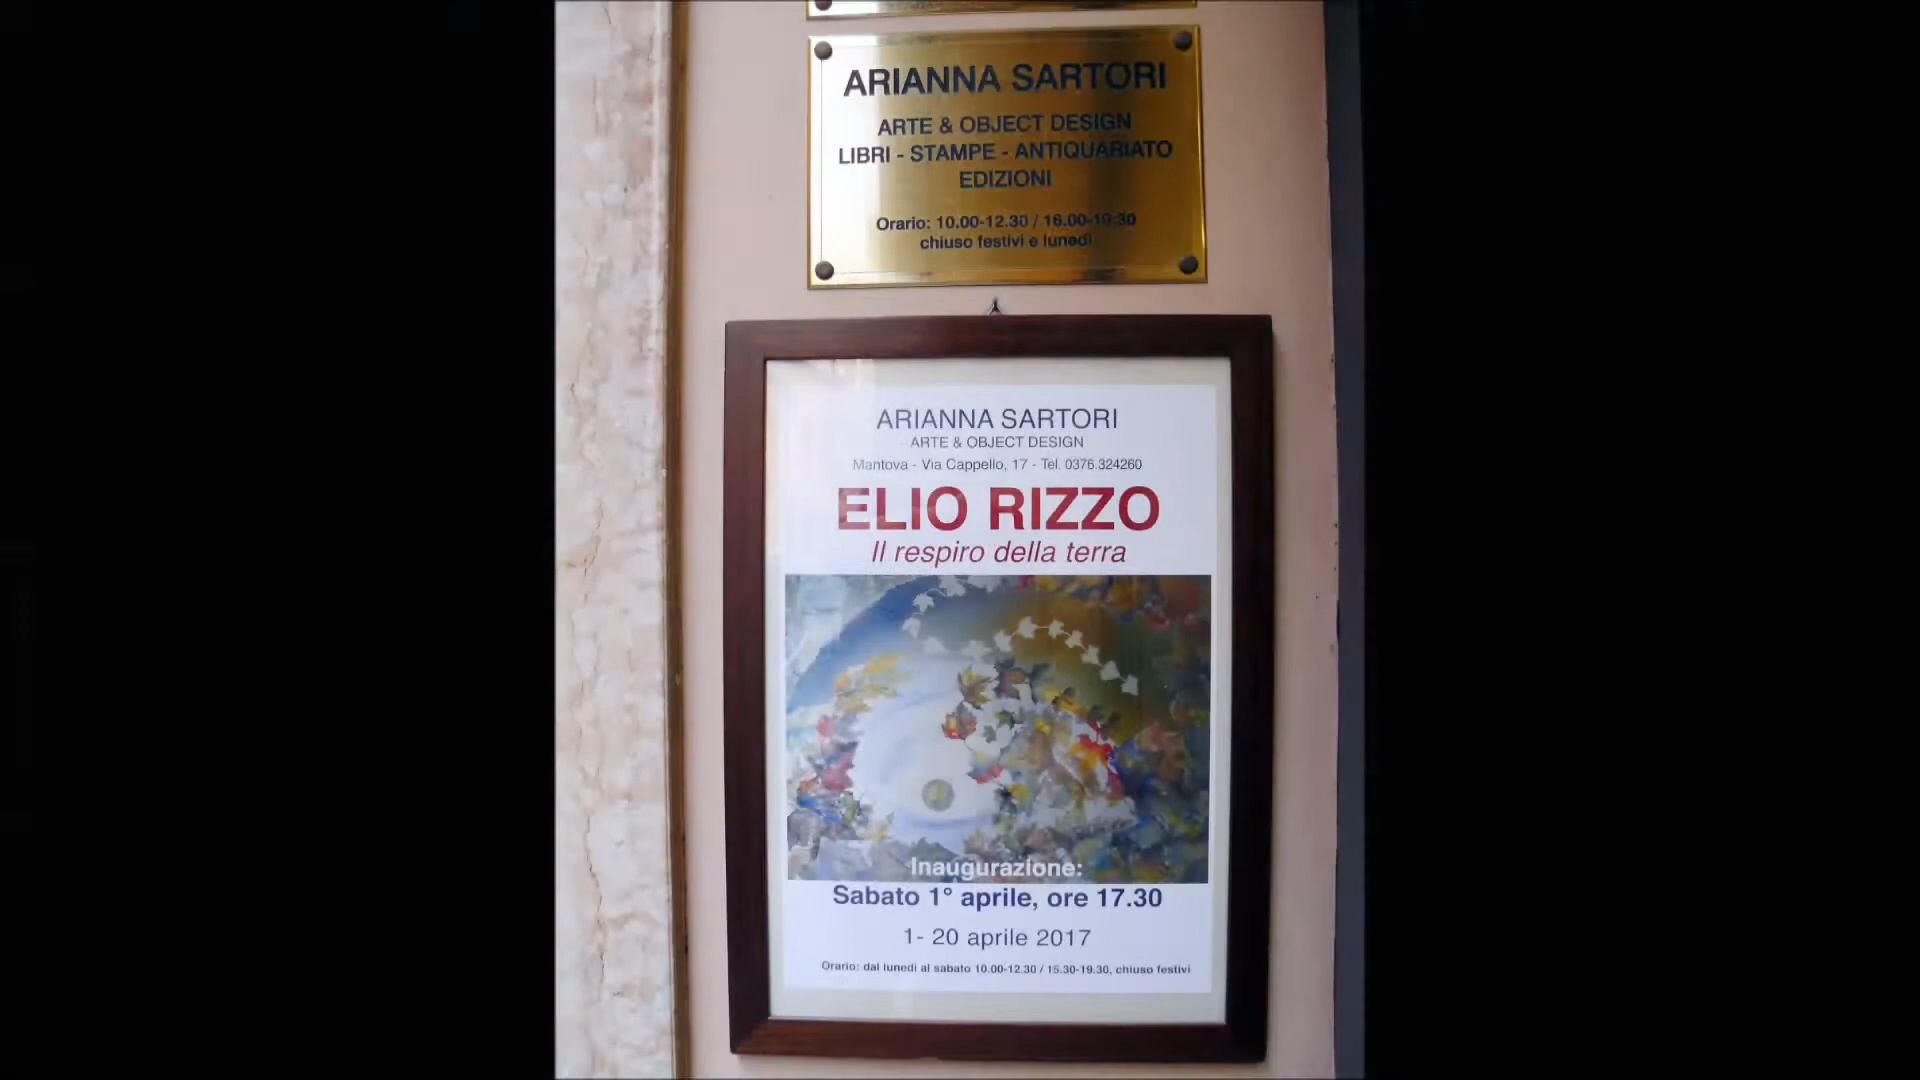 ARIANNA SARTORI
ARTE & OBJECT DESIGN
LIBRI - STAMPE - ANTIQUARIATO
EDIZIONI
Orario: 10.00-12.30 / 16.00-19.30
chiuso festivi e lunedì
ARIANNA SARTORI
ARTE & OBJECT DESIGN
Mantova - Via Cappello, 17 - Tel. 0376.324260
ELIO RIZZO
Il respiro della terra
Inaugurazione:
Sabato 1° aprile, ore 17.30
1- 20 aprile 2017
Orario: dal lunedì al sabato 10.00-12.30 / 15.30-19.30, chiuso festivi